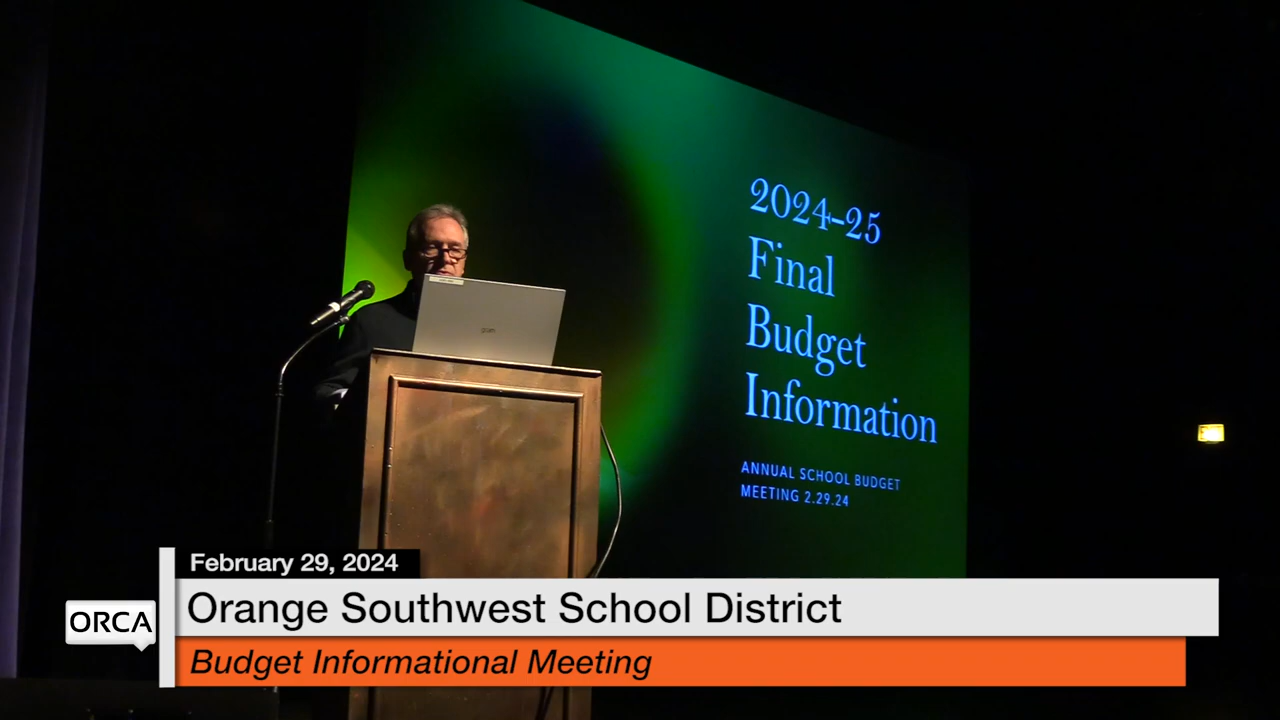 2024–25
Final
Budget
Information
ANNUAL SCHOOL BUDGET
MEETING 2.29.24
gram
February 29, 2024
Orange Southwest School District
ORCA
Budget Informational Meeting